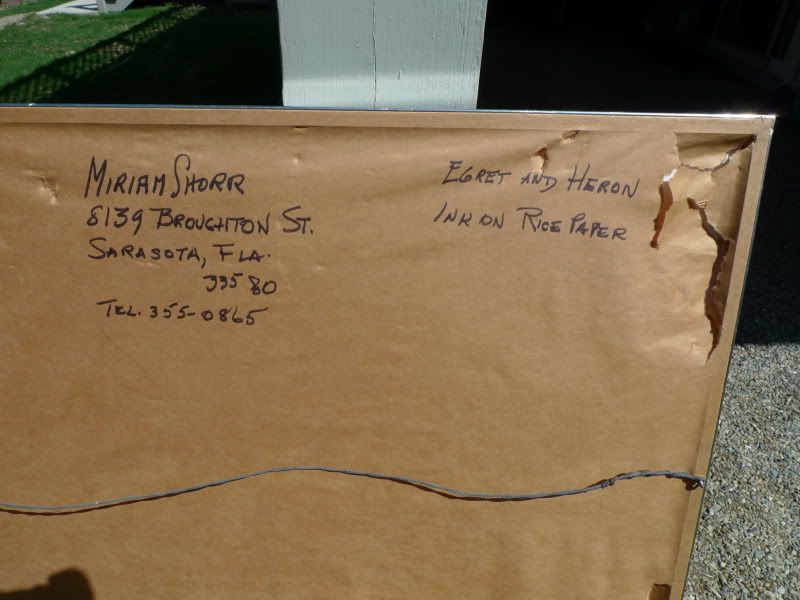 Miriam Shorr
8139 Broughton St.
Sarasota, Fla.
33580
Tel. 355-0865
Egret and Heron
Ink on Rice Paper